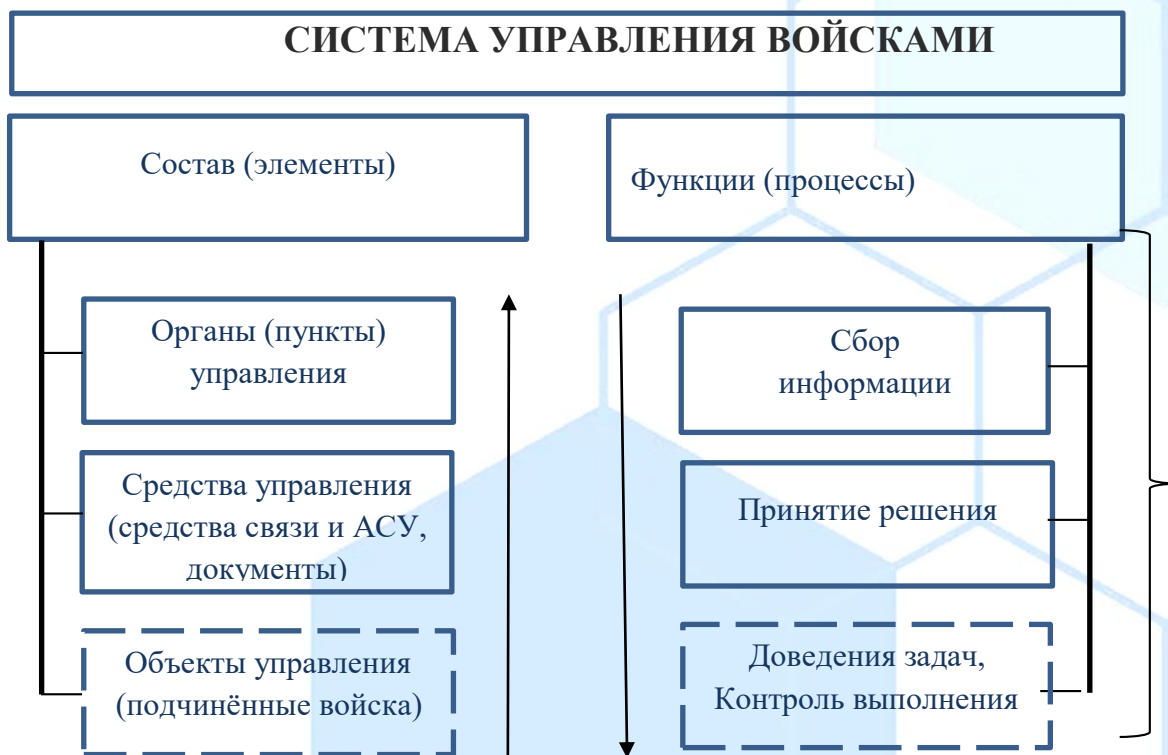 СИСТЕМА УПРАВЛЕНИЯ ВОЙСКАМИ
Состав (элементы)
Функции (процессы)
Органы (пункты)
управления
Сбор
информации
Средства управления
(средства связи и АСУ,
документы)
Принятие решения
Объекты управления
(подчинённые войска)
Доведения задач,
Контроль выполнения